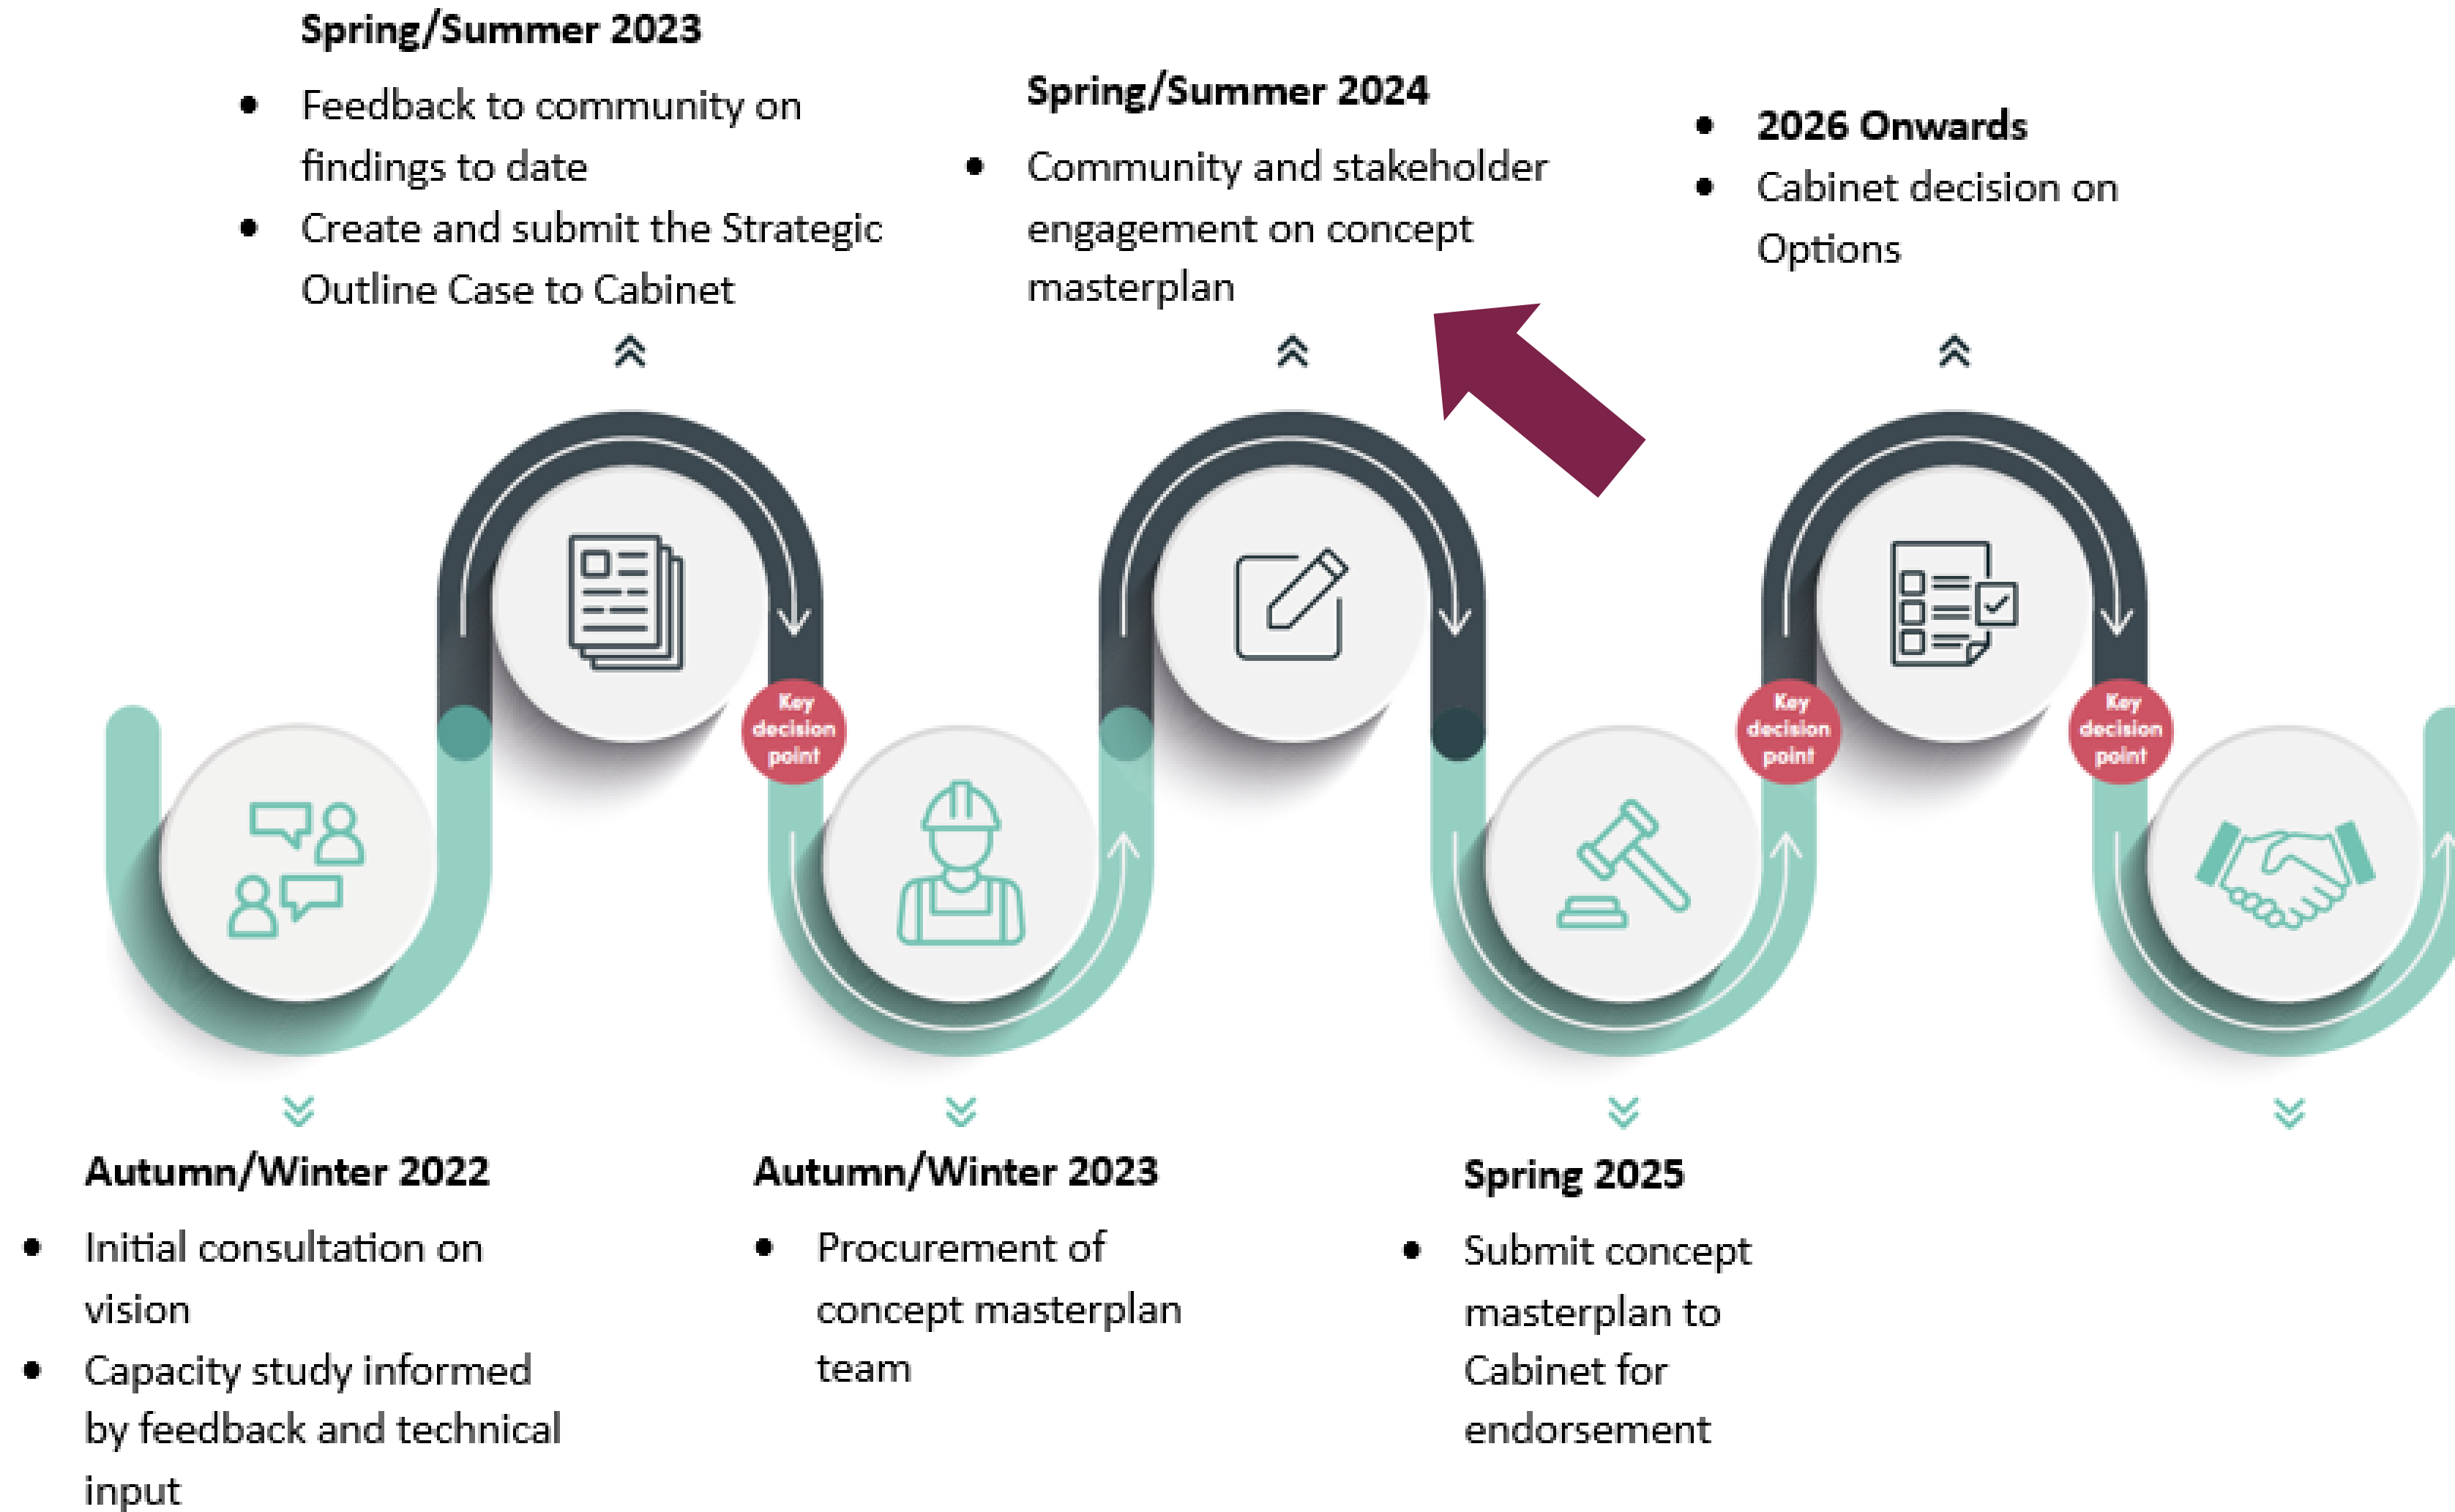 Spring/Summer 2023
• Feedback to community on
findings to date
• Create and submit the Strategic
Outline Case to Cabinet
Spring/Summer 2024
• Community and stakeholder
engagement on concept
masterplan
• 2026 Onwards
• Cabinet decision on
Options
Key
decision
point
Key
decision
point
Key
decision
point
Autumn/Winter 2022
• Initial consultation on
vision
• Capacity study informed
by feedback and technical
input
Autumn/Winter 2023
• Procurement of
concept masterplan
team
Spring 2025
• Submit concept
masterplan to
Cabinet for
endorsement